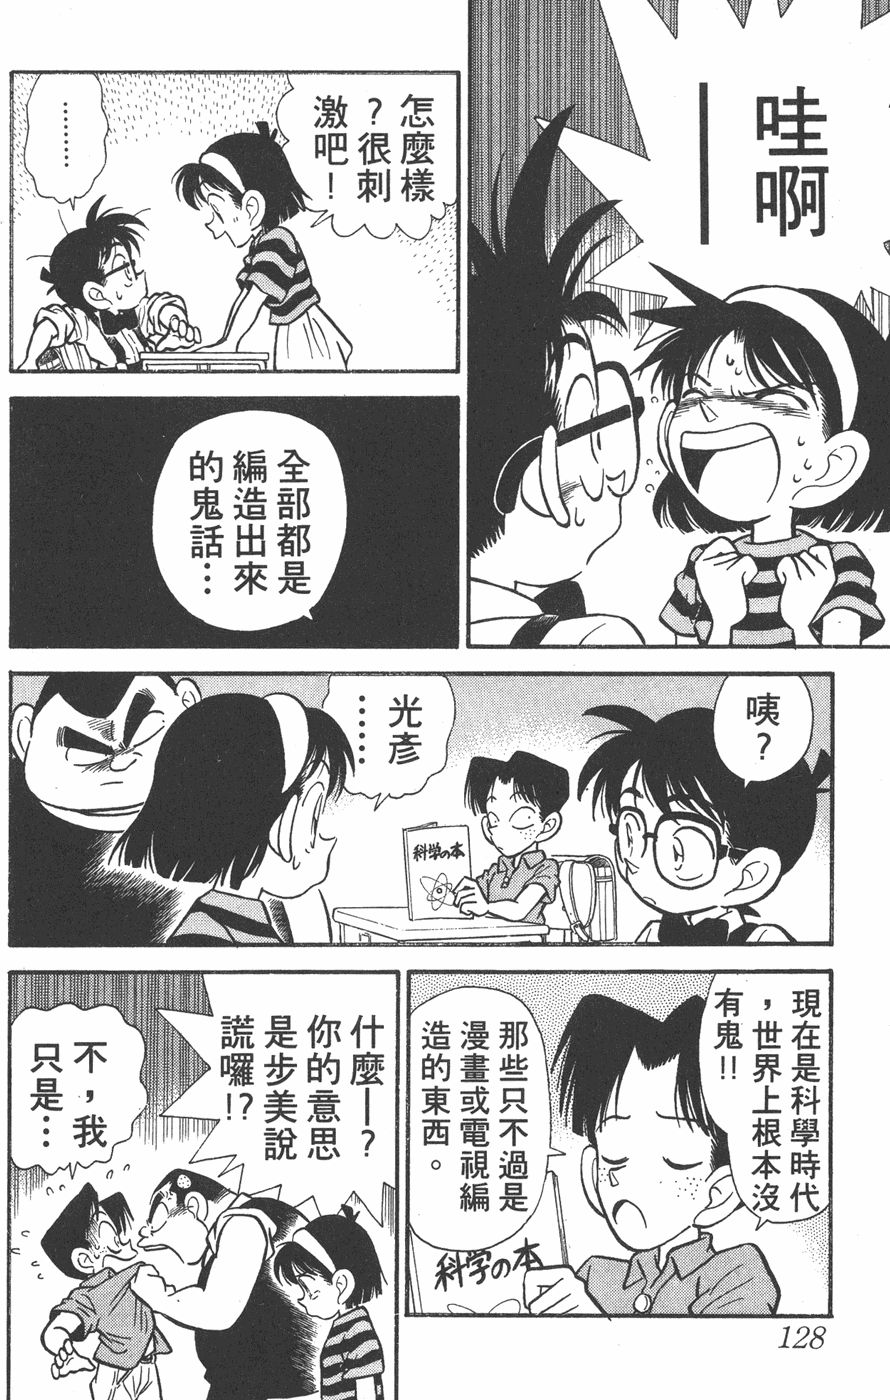 哇啊
——
怎麼樣
？很刺
激吧！
⋯⋯
全部都是
編造出來
的鬼話⋯
咦？
光彥
⋯⋯
科学の本
現在是科學時代
，世界上根本沒
有鬼!!
那些只不過是
漫畫或電視編
造的東西。
科学の本
什麼—？
你的意思
是步美說
謊囉!?
不，我
只是⋯
128